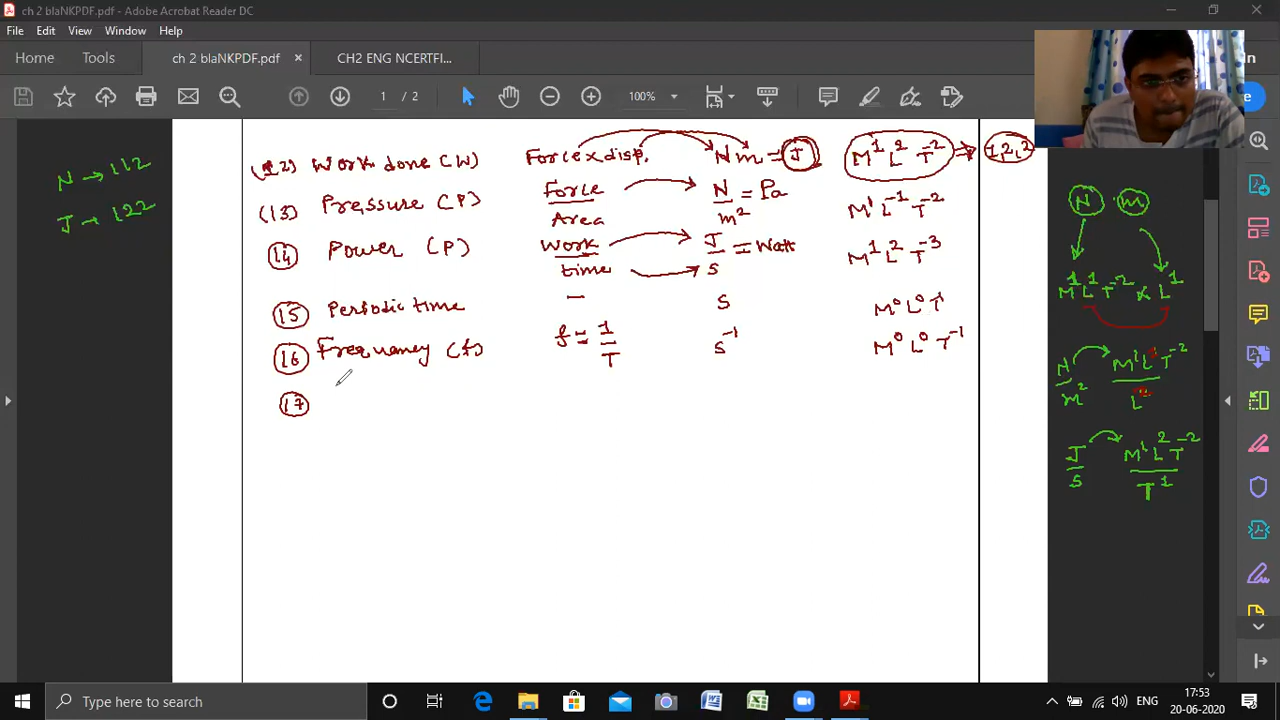 ch 2 blaNKPDF.pdf - Adobe Acrobat Reader DC
File Edit View Window Help
Home Tools ch 2 blaNKPDF.pdf × CH2 ENG NCERTFI...
1 / 2 100%
N → 112
J → 122
(12) Work done (W) Force x disp. Nm = J M¹ L² T⁻² ⇒ 1,2,2
(13) Pressure (P) Force/Area N/m² = Pa M¹ L⁻¹ T⁻²
(14) Power (P) Work/time J/s = Watt M¹ L² T⁻³
(15) Periodic time – s M⁰ L⁰ T¹
(16) Frequency (f) f = 1/T s⁻¹ M⁰ L⁰ T⁻¹
(17)
N . m
M¹ L¹ T⁻² × L¹
N/m² M¹ L¹ T⁻² / L²
J/s M¹ L² T⁻² / T¹
Type here to search
ENG
17:53
20-06-2020